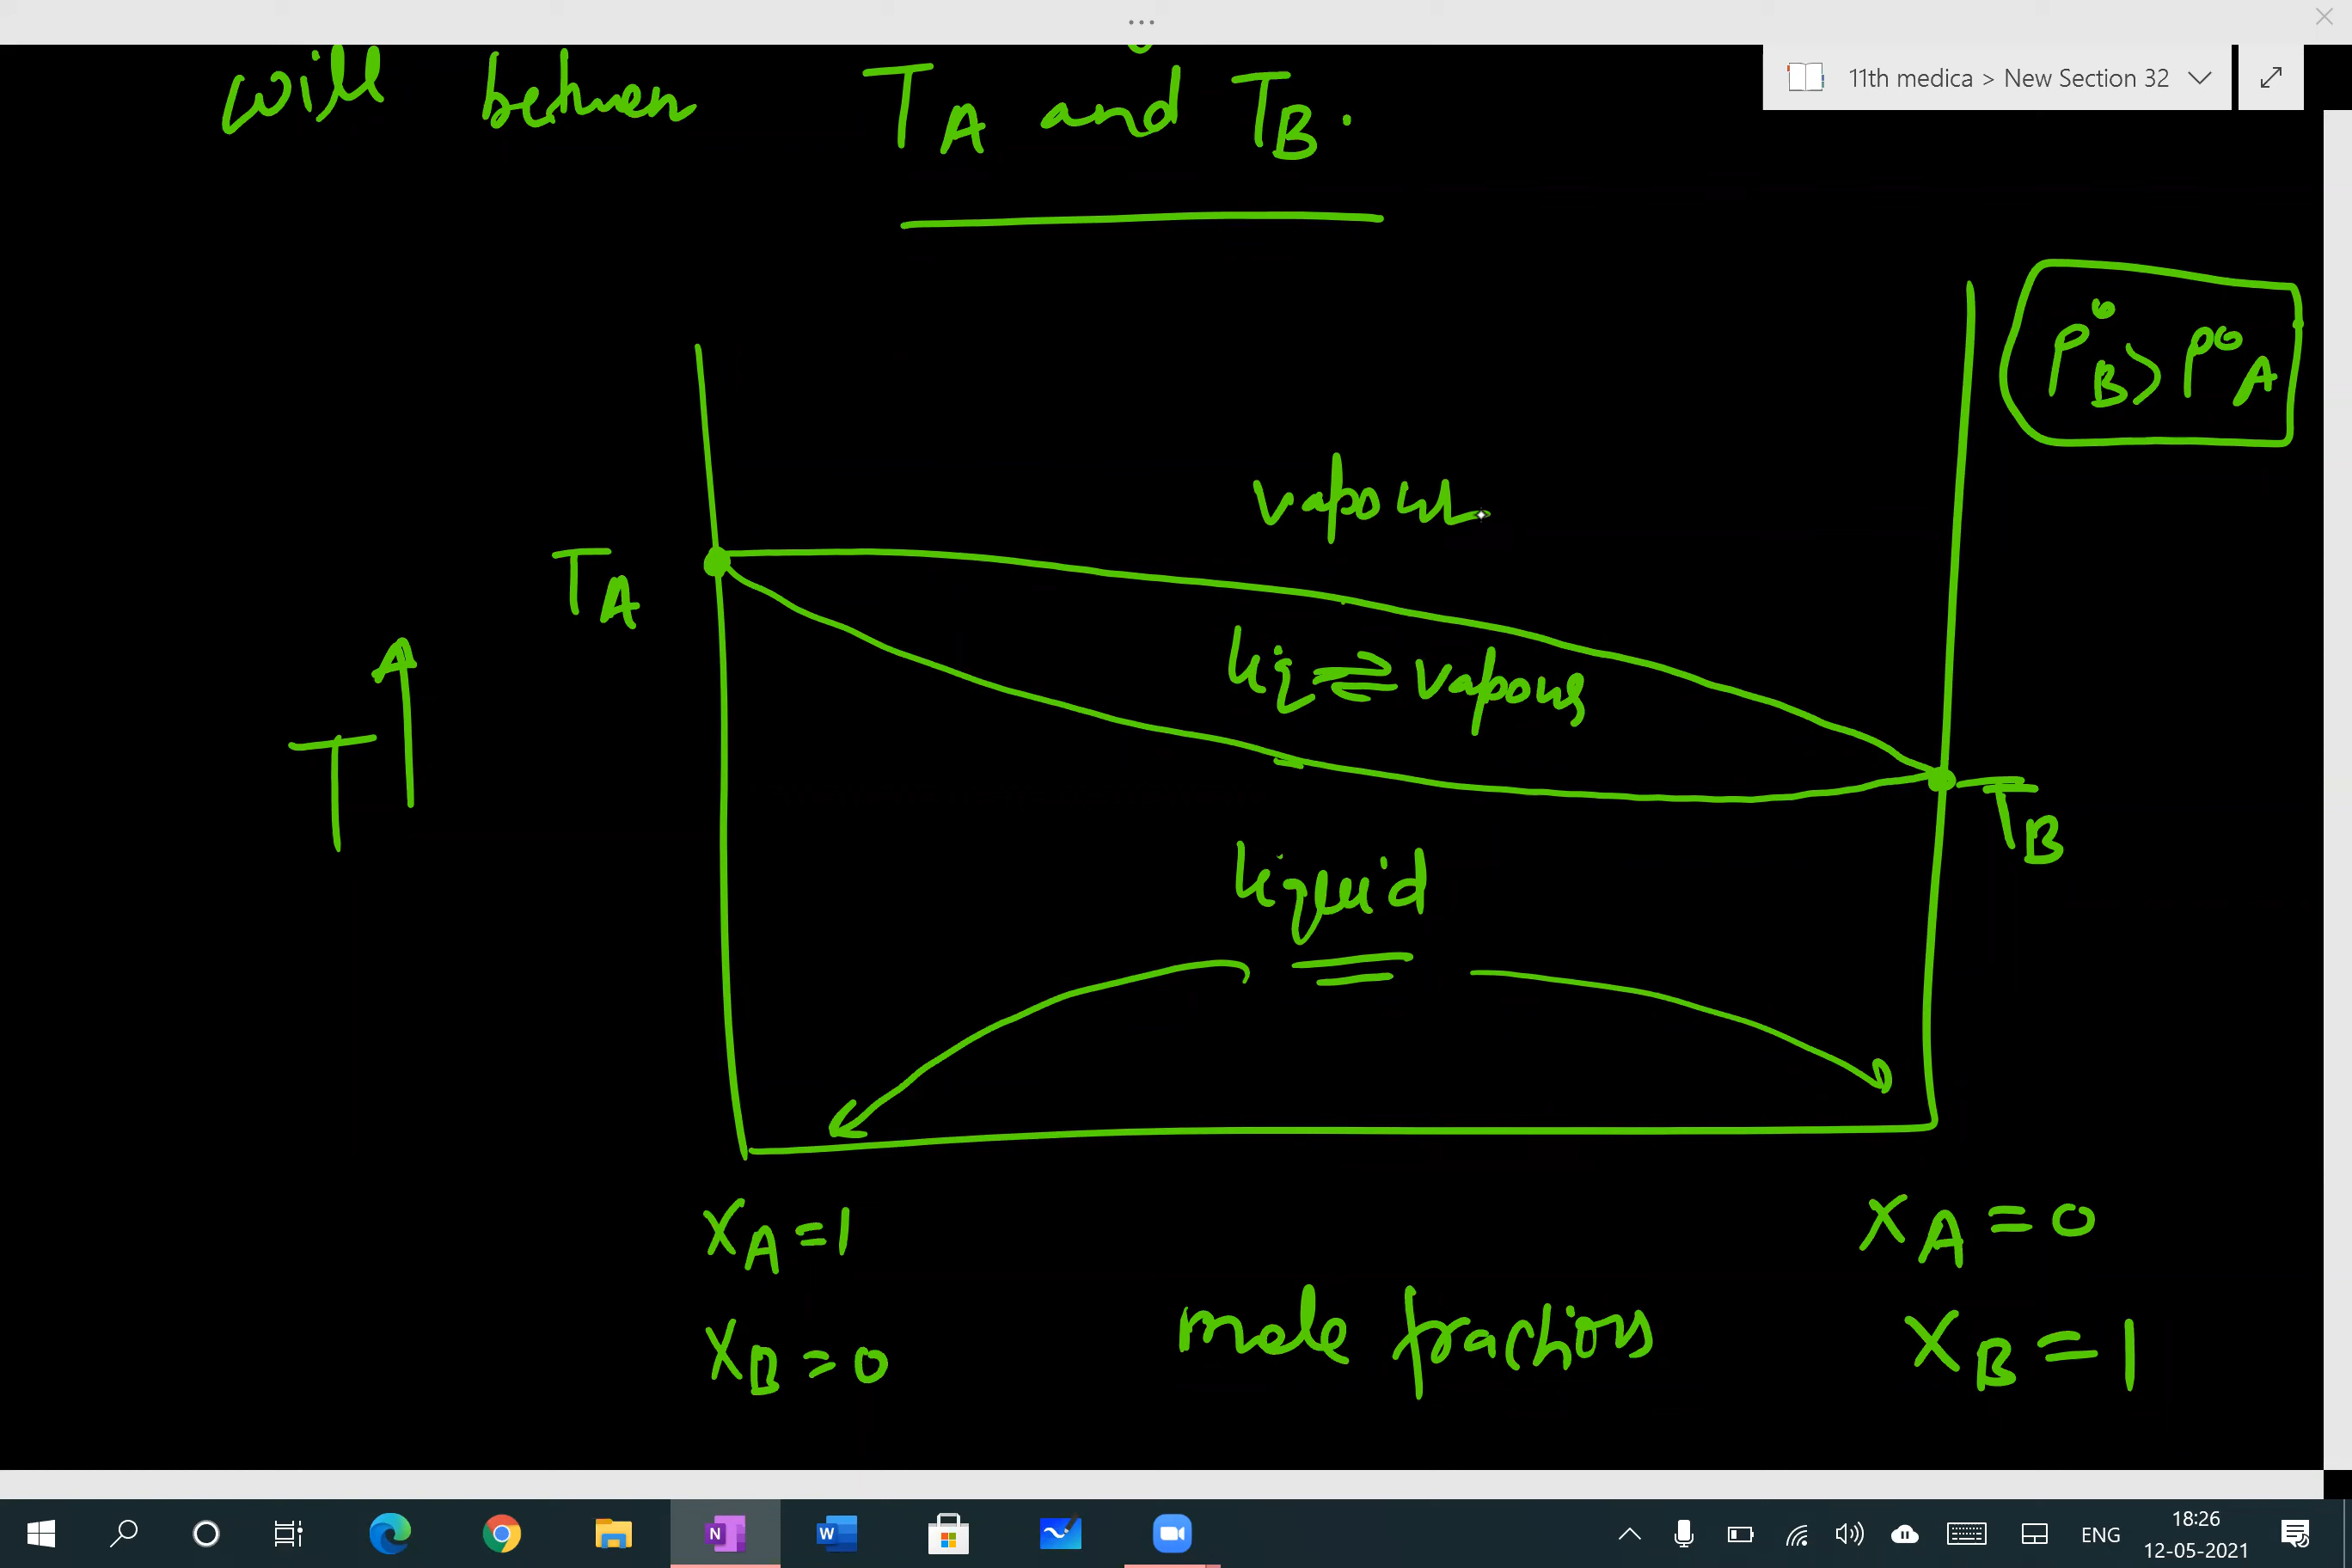 ...
11th medica > New Section 32
will between TA and TB.
P°B > P°A
vapour
TA
liq ⇌ vapours
T
TB
liquid
XA = 1
XA = 0
XB = 0
mole fractions
XB = 1
N
W
ENG
18:26
12-05-2021